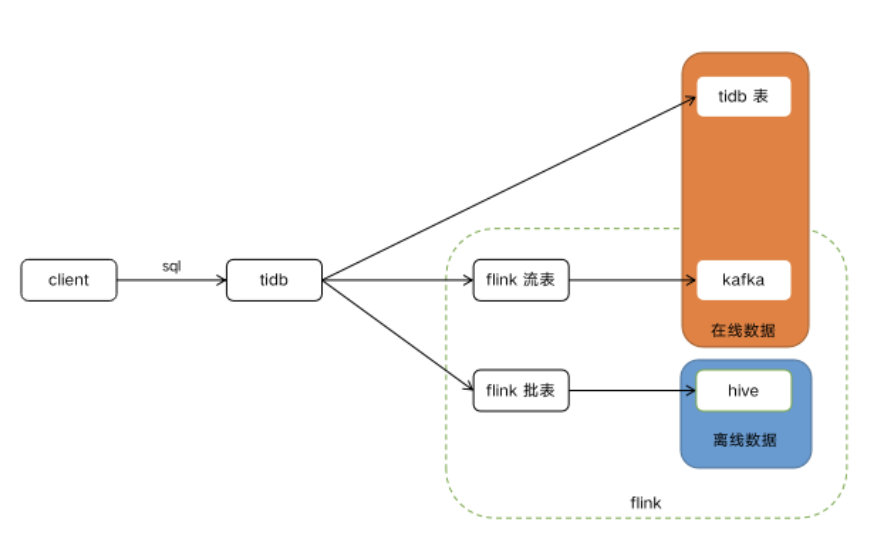 tidb 表
sql
client
tidb
flink 流表
kafka
在线数据
flink 批表
hive
离线数据
flink